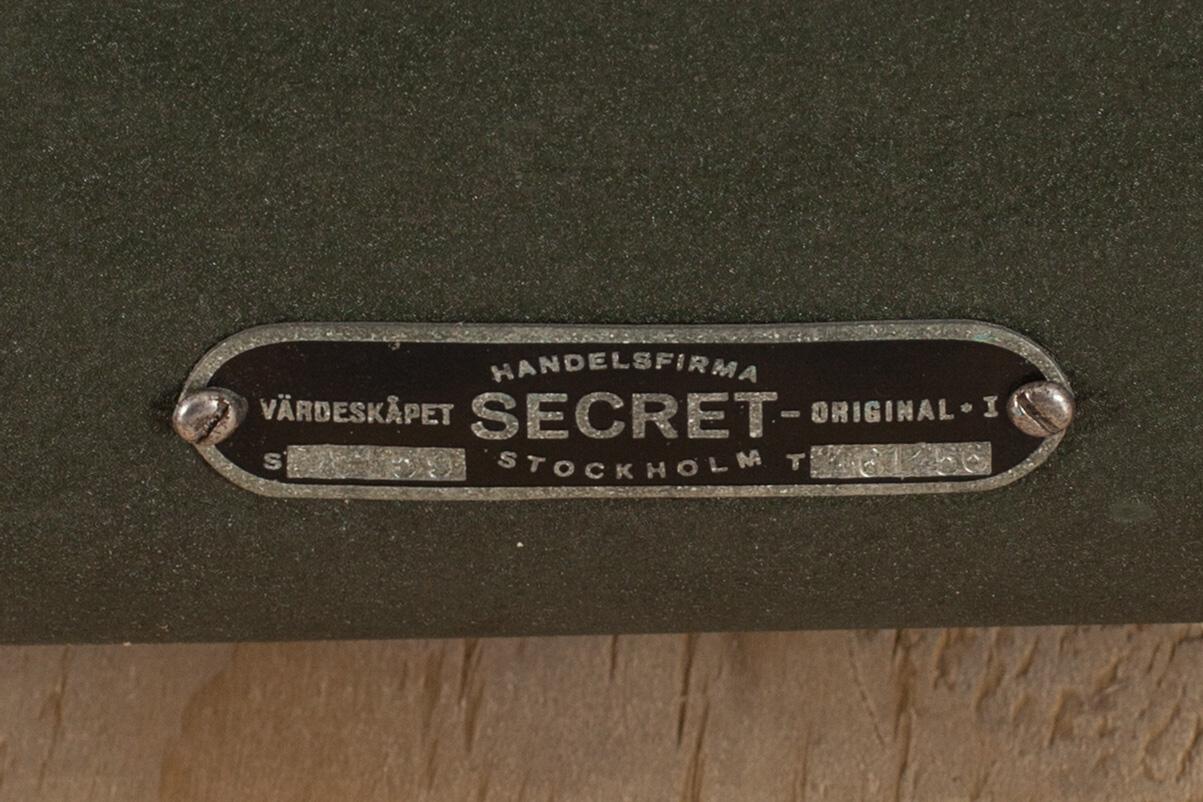 HANDELSFIRMA
VÄRDESKÅPET SECRET - ORIGINAL • I
S STOCKHOLM T